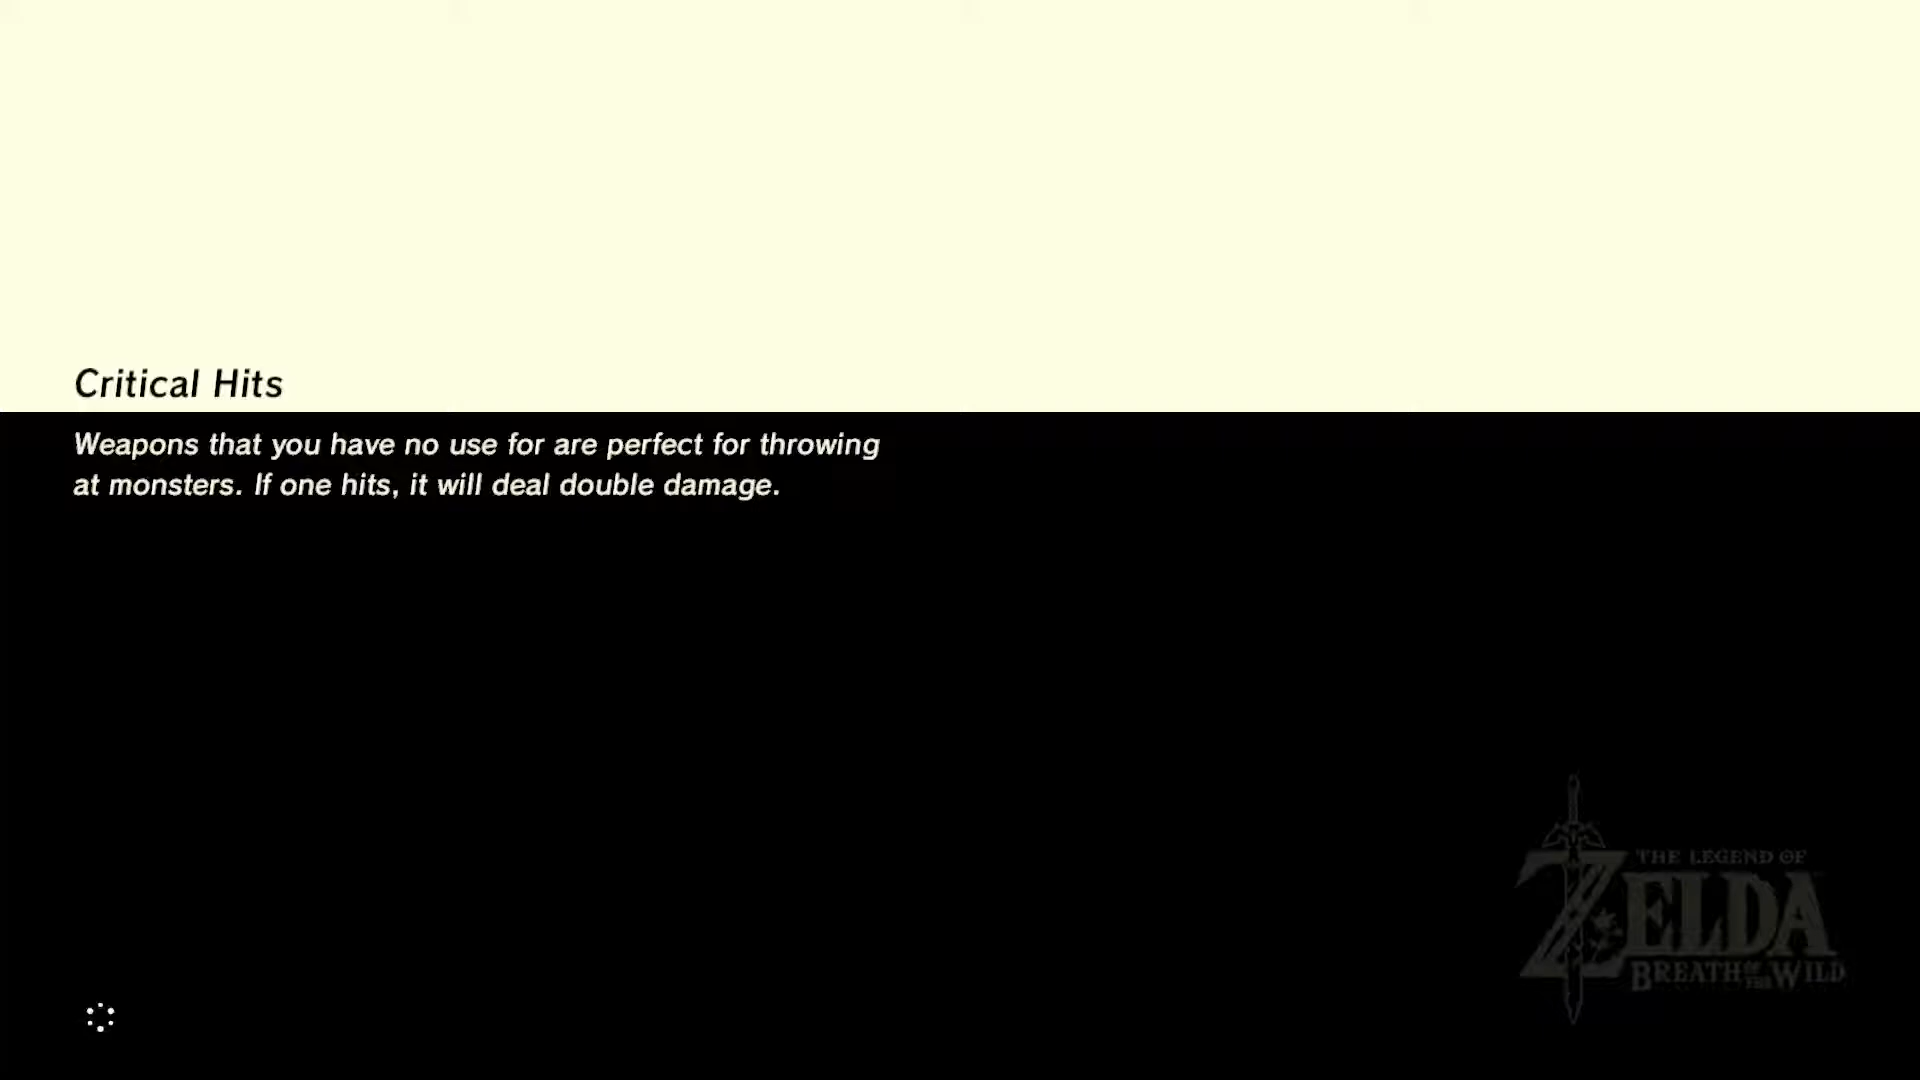 Critical Hits
Weapons that you have no use for are perfect for throwing
at monsters. If one hits, it will deal double damage.
THE LEGEND OF
ZELDA
BREATH OF THE WILD